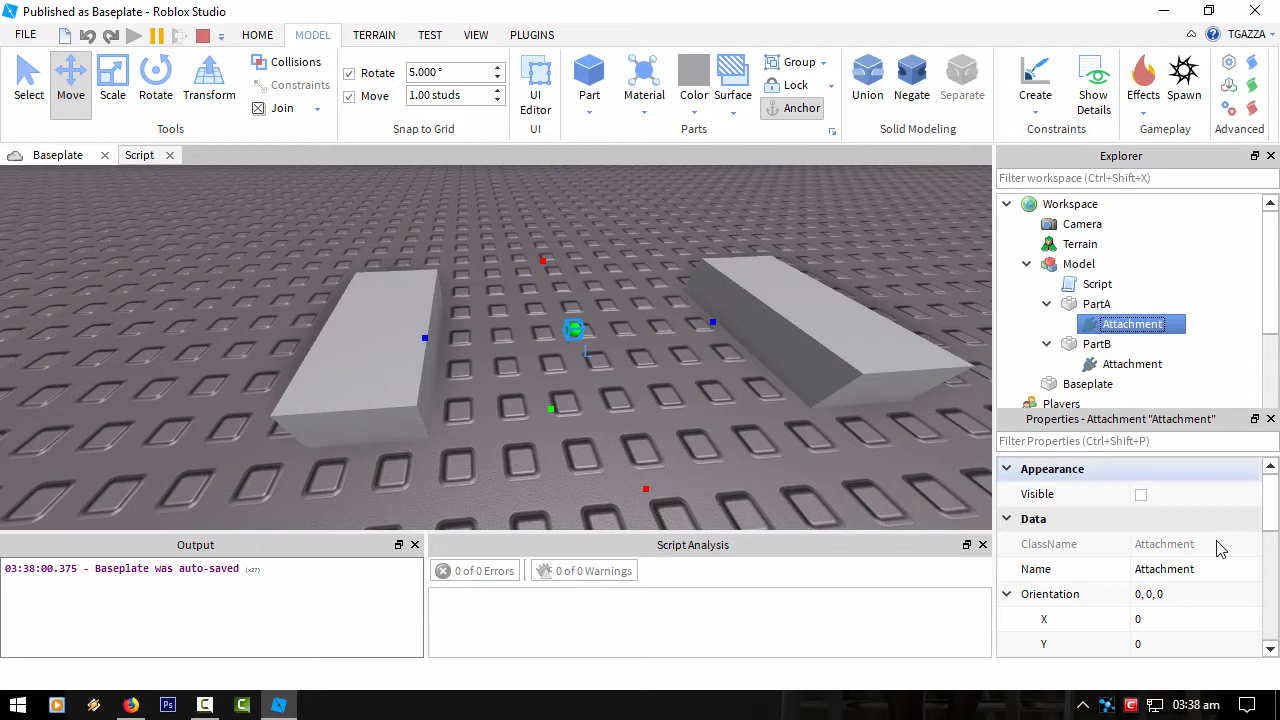 Published as Baseplate - Roblox Studio
FILE HOME MODEL TERRAIN TEST VIEW PLUGINS TGAZZA
Select Move Scale Rotate Transform
Collisions
Constraints
Join
Tools
Rotate 5.000 °
Move 1.00 studs
Snap to Grid
UI
Editor
UI
Part Material Color Surface
Group
Lock
Anchor
Parts
Union Negate Separate
Solid Modeling
Create Show
Details
Constraints
Effects Spawn
Gameplay
Advanced
Baseplate Script
Explorer
Filter workspace (Ctrl+Shift+X)
Workspace
Camera
Terrain
Model
Script
PartA
Attachment
PartB
Attachment
Baseplate
Players
Properties - Attachment "Attachment"
Filter Properties (Ctrl+Shift+P)
Appearance
Visible
Data
ClassName Attachment
Name Attachment
Orientation 0, 0, 0
X 0
Y 0
Output
03:38:00.375 - Baseplate was auto-saved (x27)
Script Analysis
0 of 0 Errors 0 of 0 Warnings
03:38 am